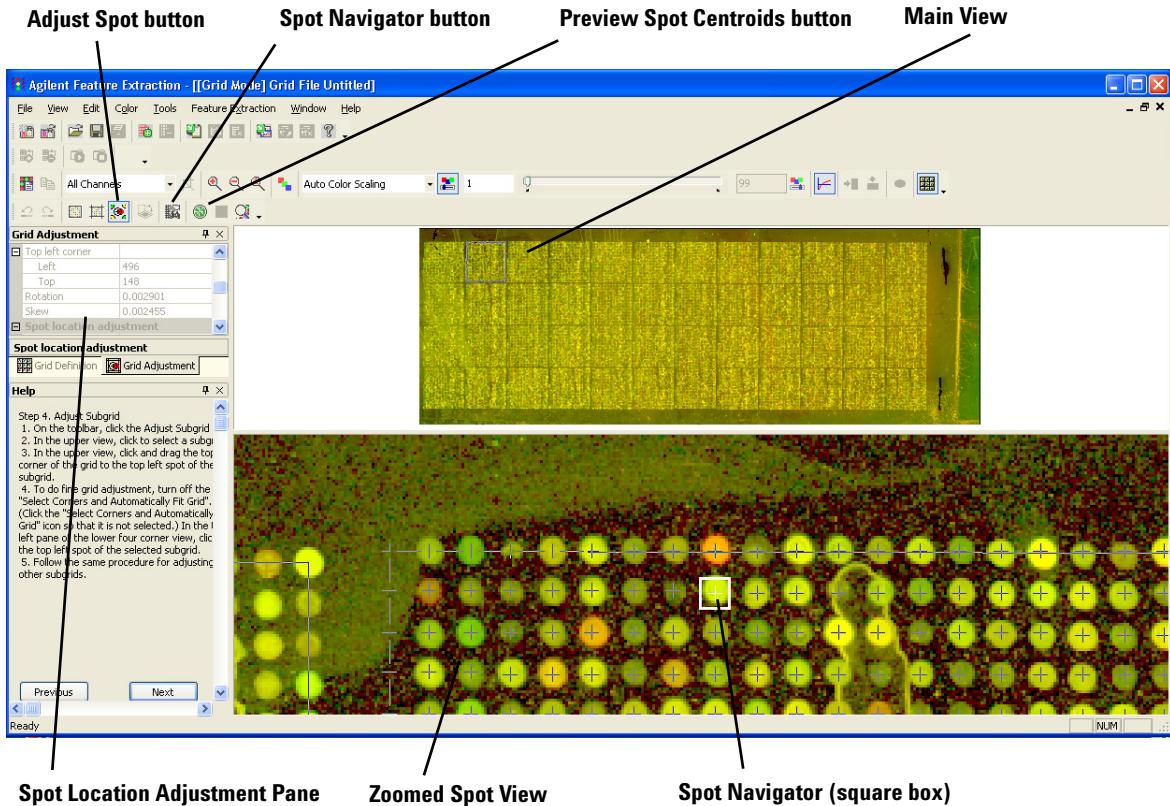 Adjust Spot button
Spot Navigator button
Preview Spot Centroids button
Main View
Agilent Feature Extraction - [[Grid Mode] Grid File Untitled]
File View Edit Color Tools Feature Extraction Window Help
All Channels
Auto Color Scaling
1
99
Grid Adjustment
Top left corner
Left 496
Top 148
Rotation 0.002901
Skew 0.002455
Spot location adjustment
Spot location adjustment
Grid Definition Grid Adjustment
Help
Step 4. Adjust Subgrid
1. On the toolbar, click the Adjust Subgrid
2. In the upper view, click to select a subgr
3. In the upper view, click and drag the top
corner of the grid to the top left spot of the
subgrid.
4. To do fine grid adjustment, turn off the
"Select Corners and Automatically Fit Grid".
(Click the "Select Corners and Automatically
Grid" icon so that it is not selected.) In the
left pane of the lower four corner view, clic
the top left spot of the selected subgrid.
5. Follow the same procedure for adjusting
other subgrids.
Previous Next
Ready
NUM
Spot Location Adjustment Pane
Zoomed Spot View
Spot Navigator (square box)